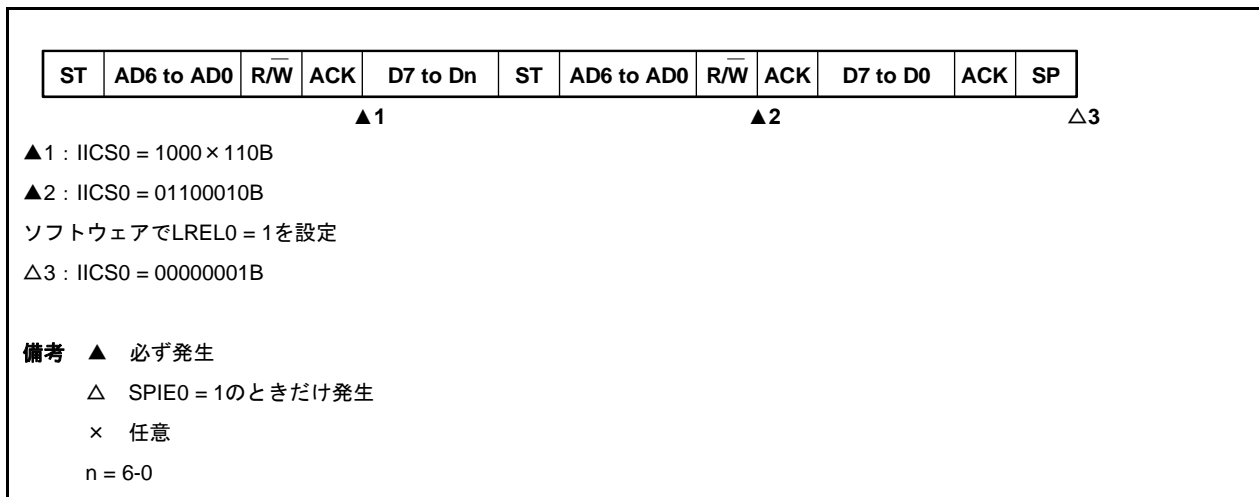 ST AD6 to AD0 R/W̅ ACK D7 to Dn ST AD6 to AD0 R/W̅ ACK D7 to D0 ACK SP
▲1 ▲2 △3
▲1：IICS0 = 1000×110B
▲2：IICS0 = 01100010B
ソフトウェアでLREL0 = 1を設定
△3：IICS0 = 00000001B
備考 ▲ 必ず発生
△ SPIE0 = 1のときだけ発生
× 任意
n = 6-0